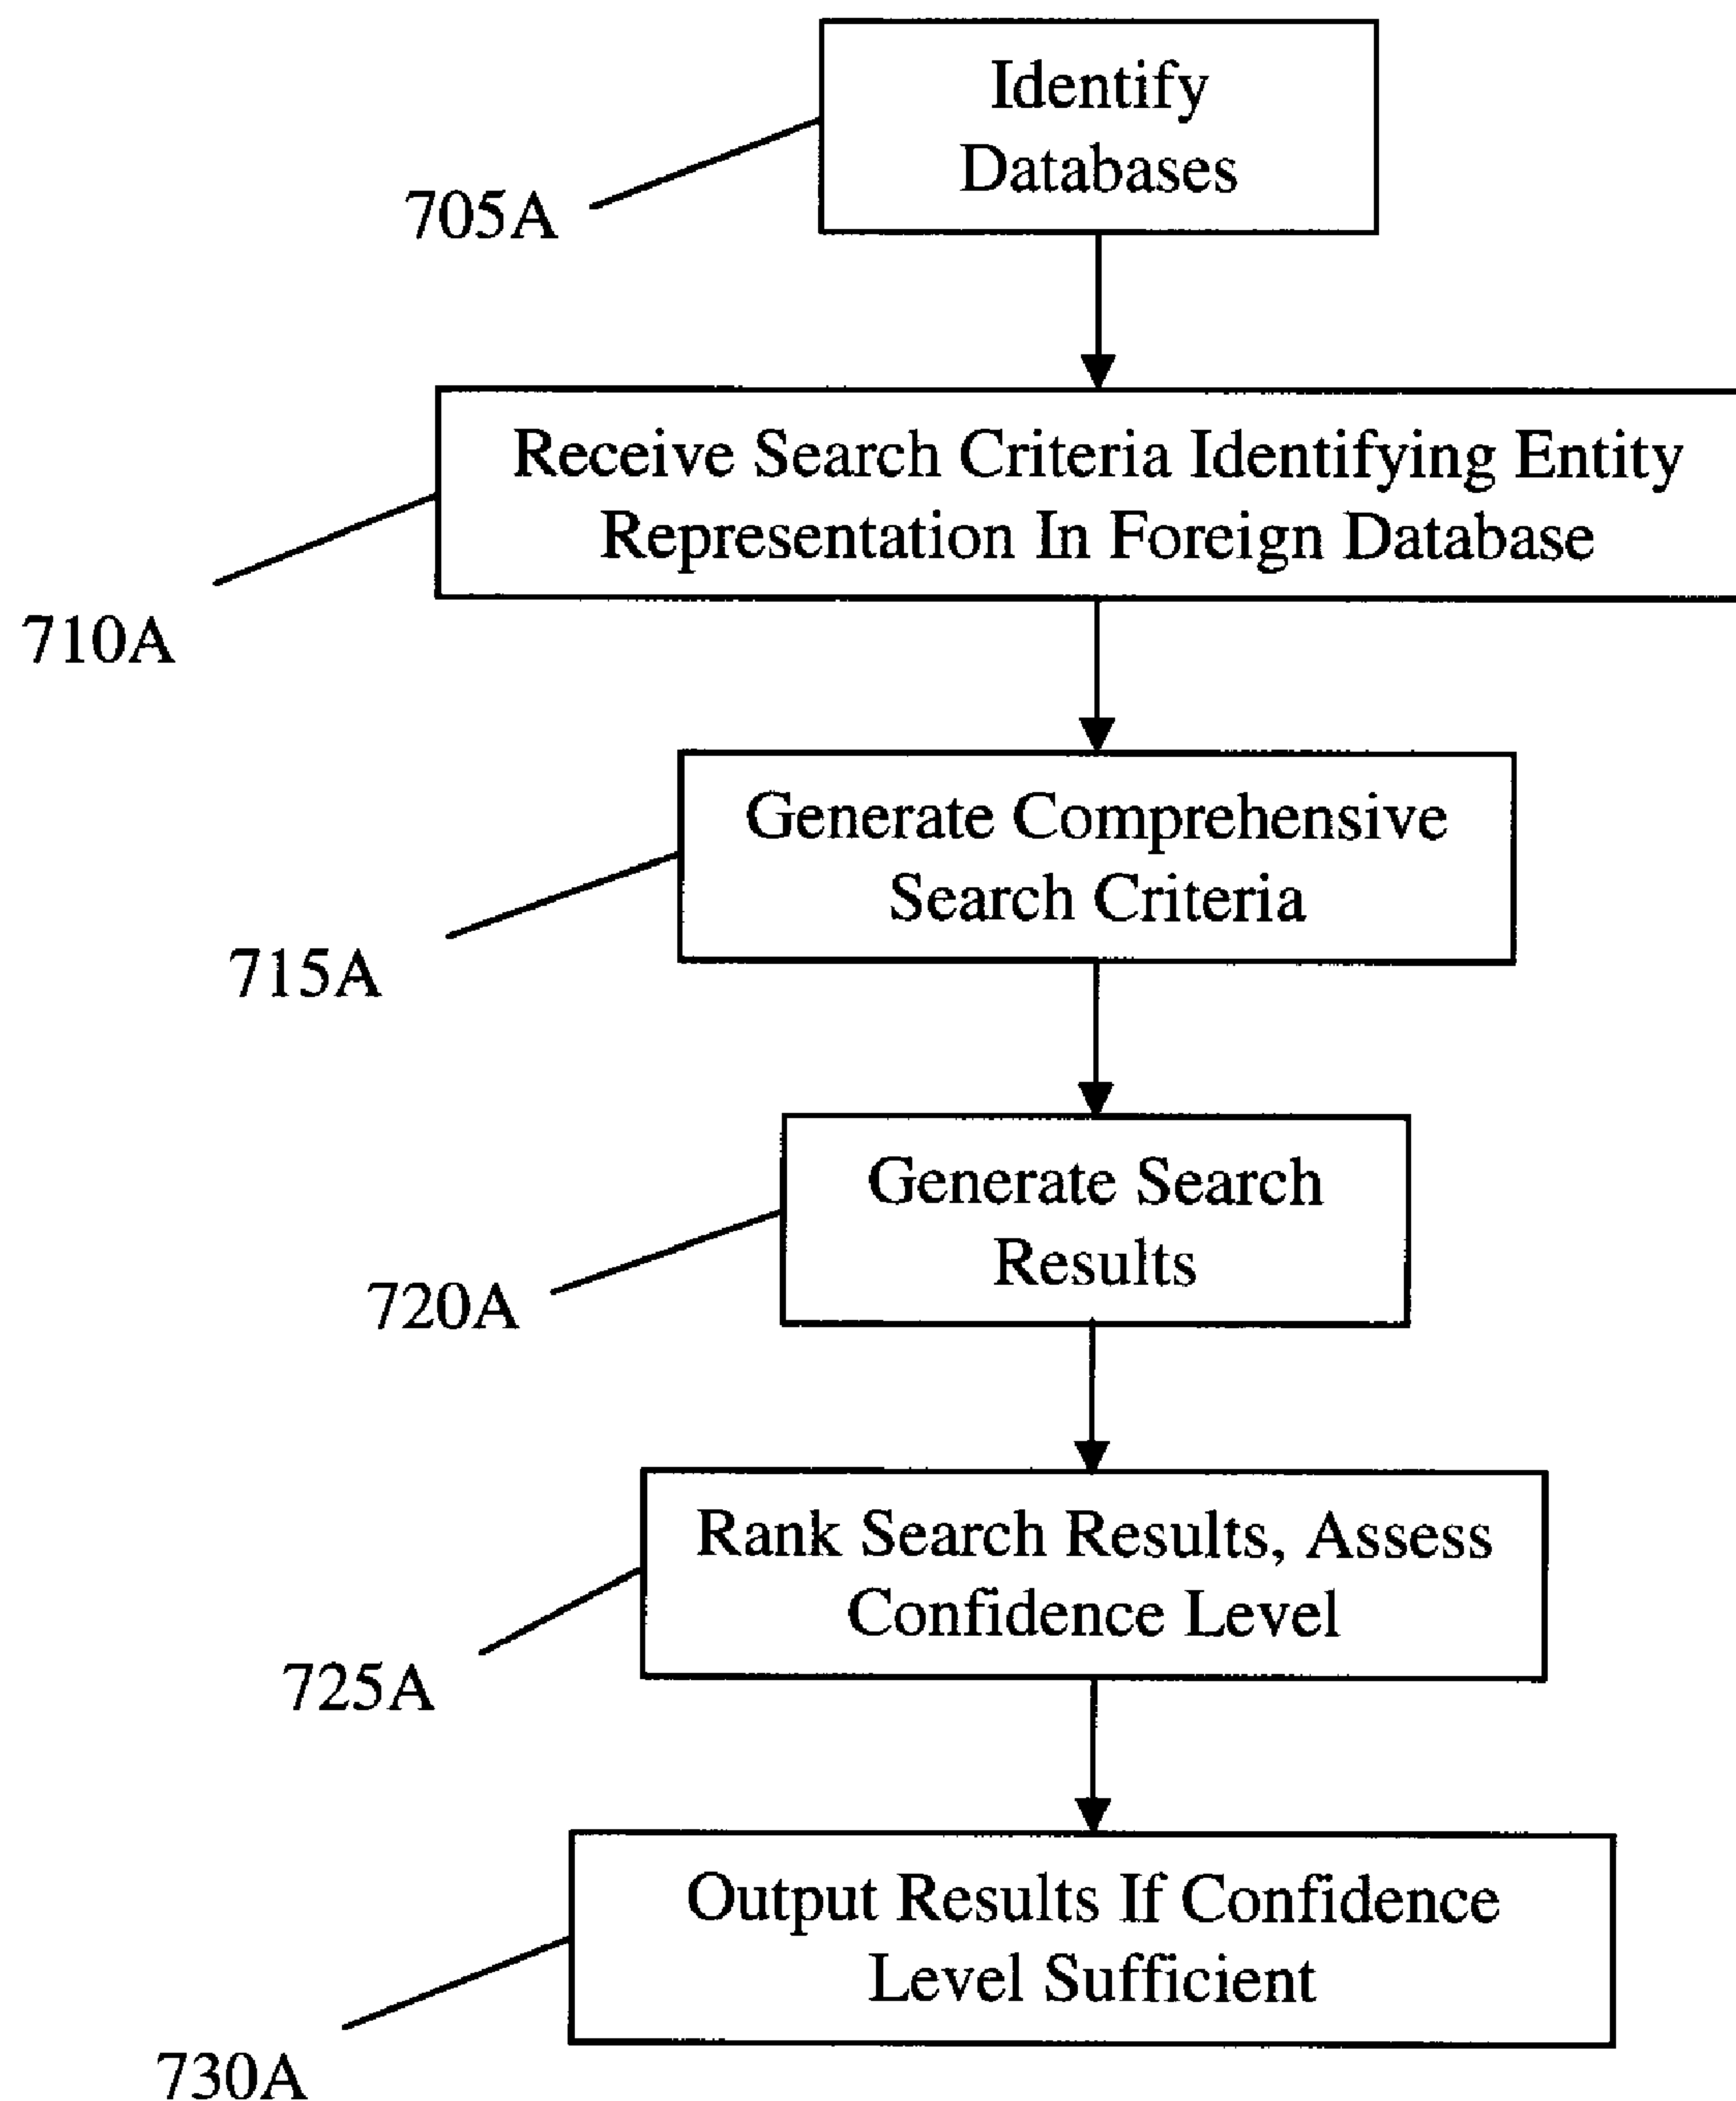 Identify
Databases
705A
Receive Search Criteria Identifying Entity
Representation In Foreign Database
710A
Generate Comprehensive
Search Criteria
715A
Generate Search
Results
720A
Rank Search Results, Assess
Confidence Level
725A
Output Results If Confidence
Level Sufficient
730A